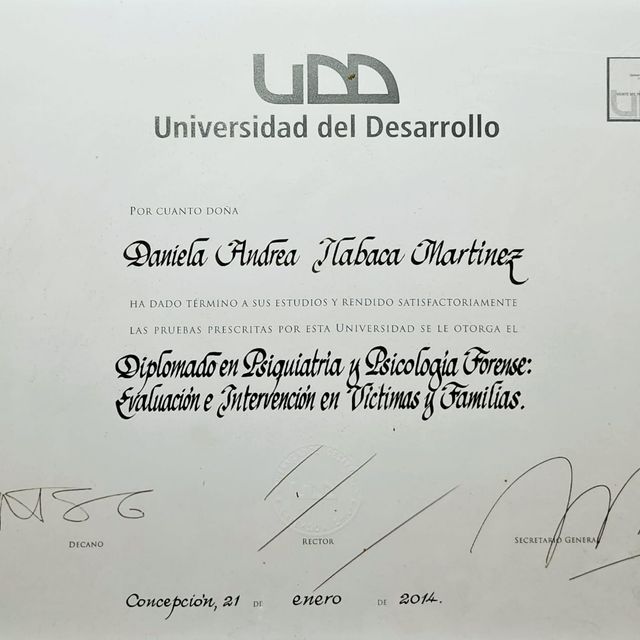 UDD
Universidad del Desarrollo
POR CUANTO DOÑA
Daniela Andrea Ilabaca Martínez
HA DADO TÉRMINO A SUS ESTUDIOS Y RENDIDO SATISFACTORIAMENTE
LAS PRUEBAS PRESCRITAS POR ESTA UNIVERSIDAD SE LE OTORGA EL
Diplomado en Psiquiatría y Psicología Forense:
Evaluación e Intervención en Víctimas y Familias.
DECANO
RECTOR
SECRETARIO GENERAL
Concepción, 21 DE enero DE 2014.